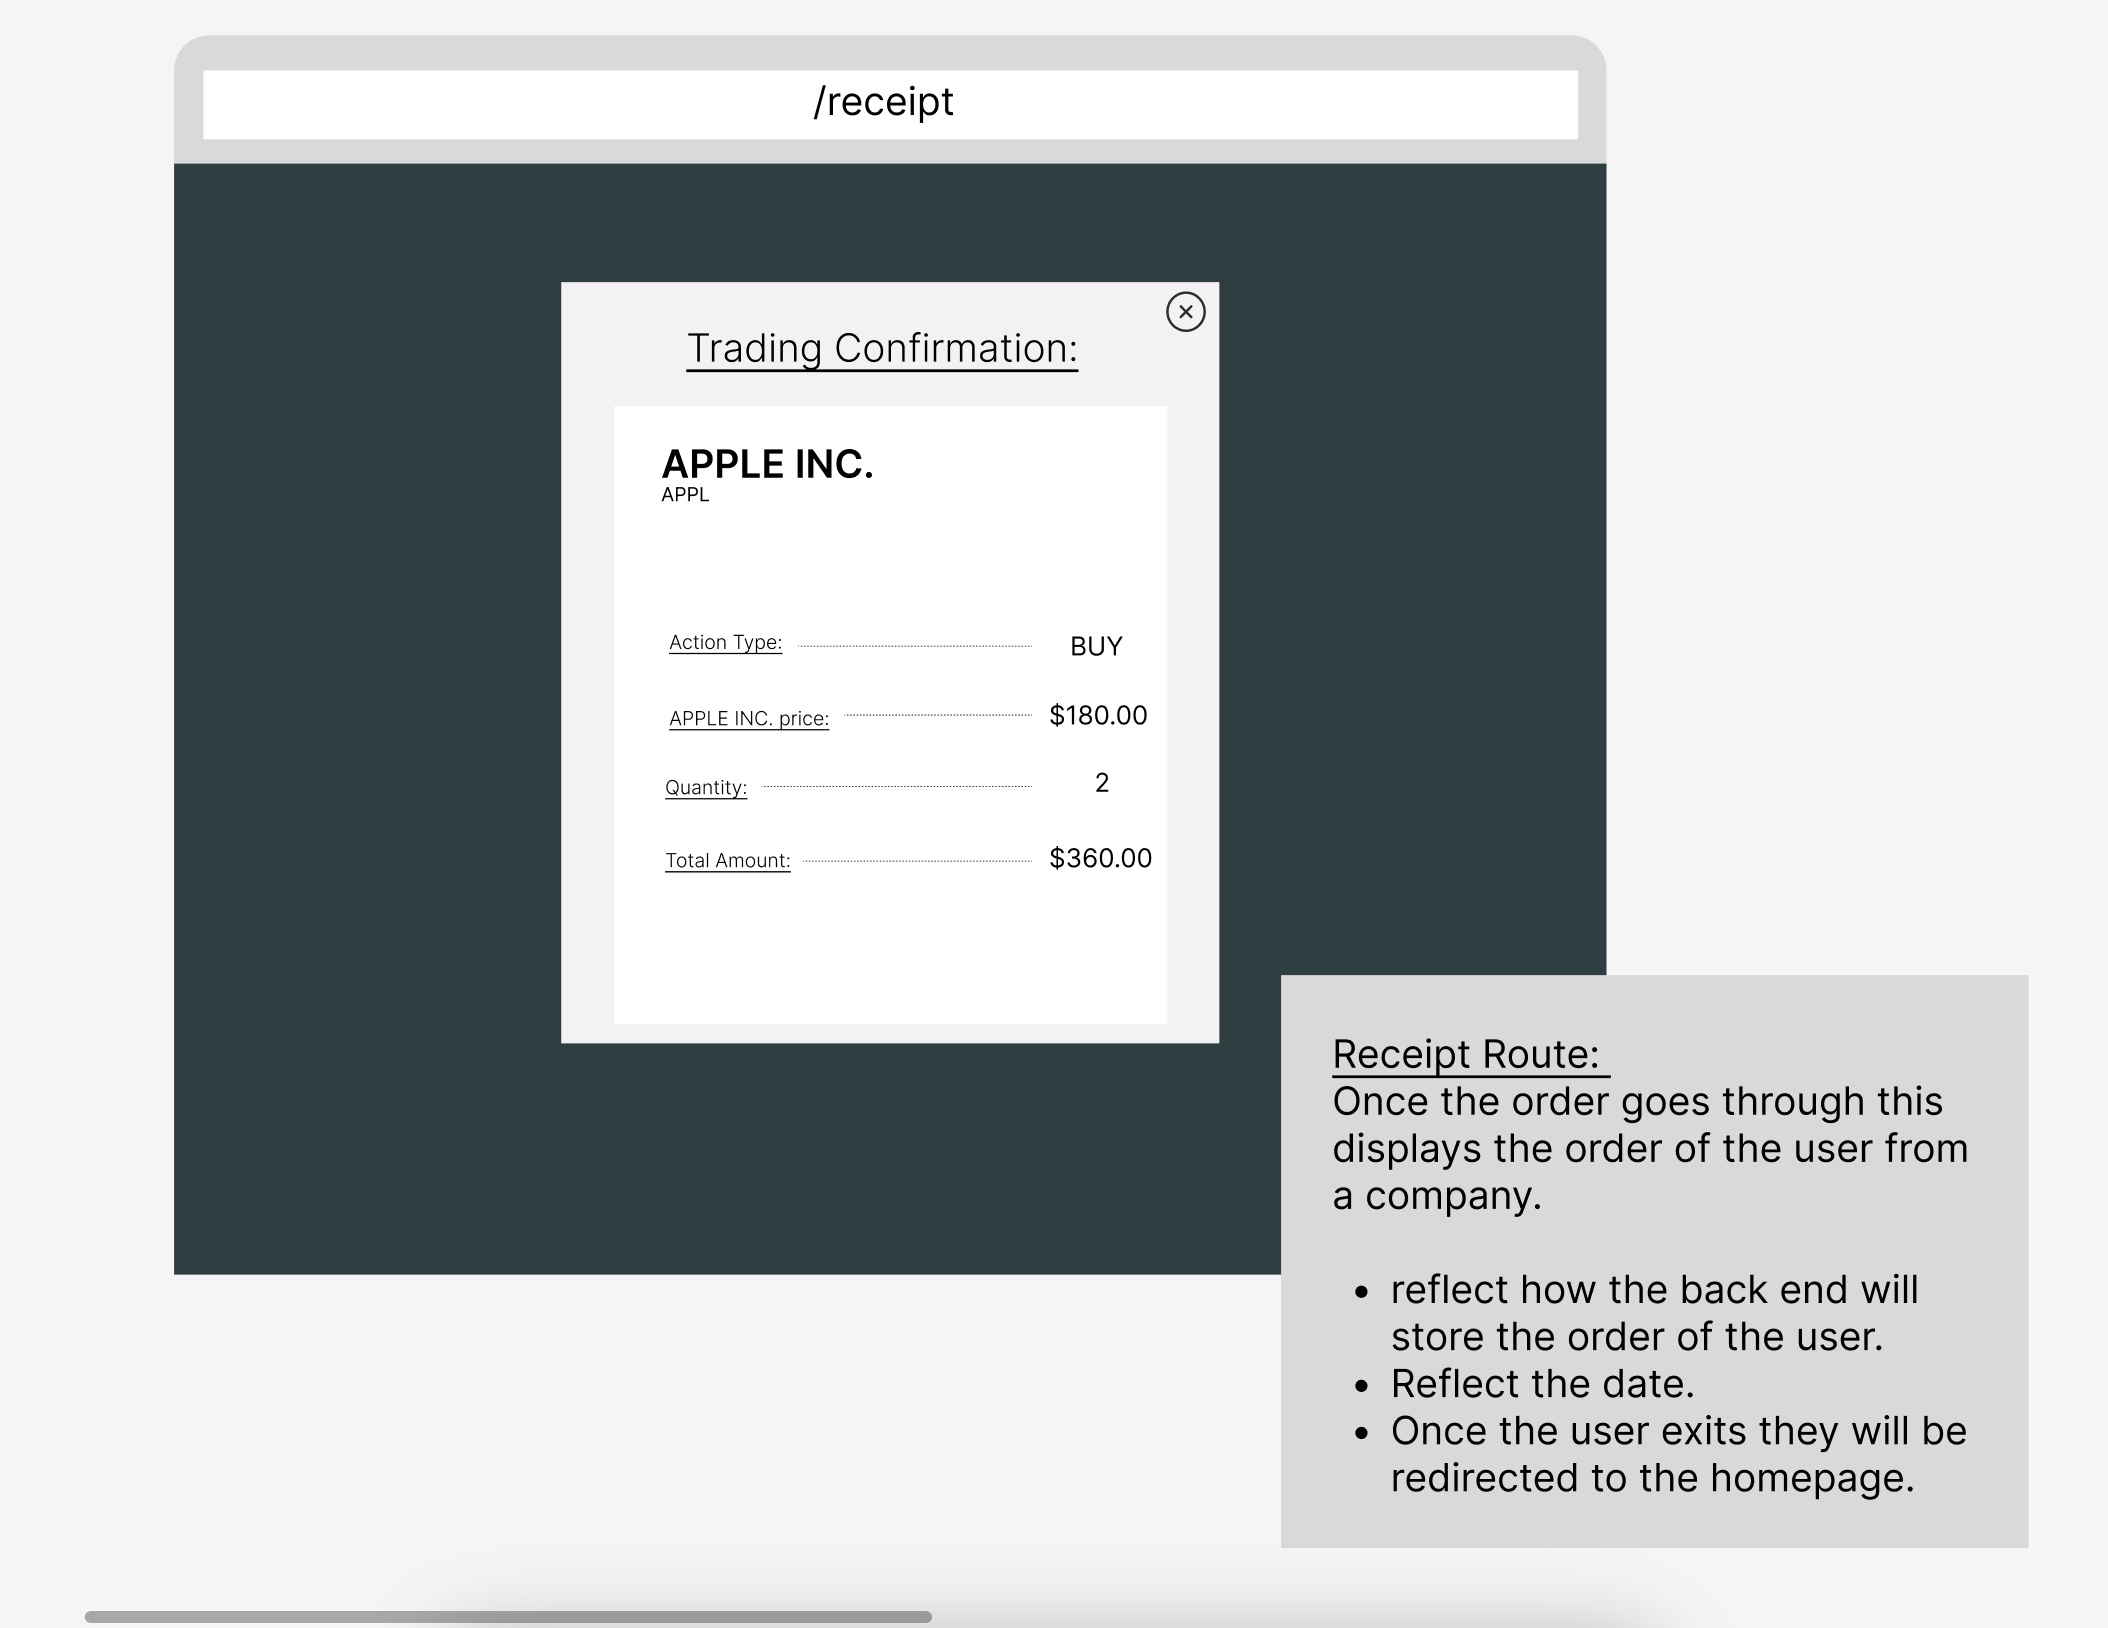 /receipt
Trading Confirmation:
APPLE INC.
APPL
Action Type: BUY
APPLE INC. price: $180.00
Quantity: 2
Total Amount: $360.00
Receipt Route:
Once the order goes through this
displays the order of the user from
a company.
• reflect how the back end will
store the order of the user.
• Reflect the date.
• Once the user exits they will be
redirected to the homepage.